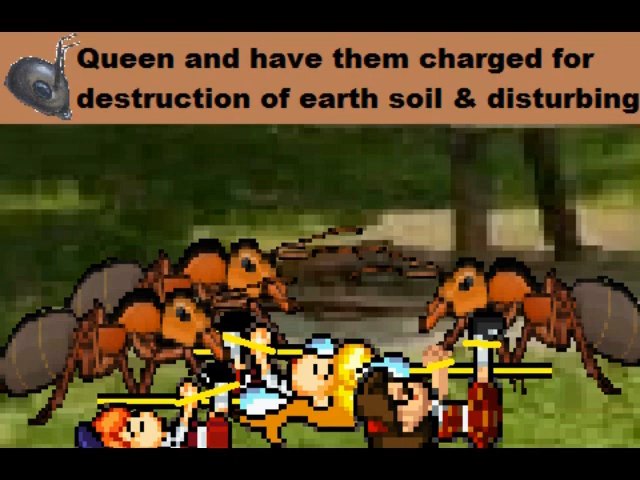 Queen and have them charged for
destruction of earth soil & disturbing